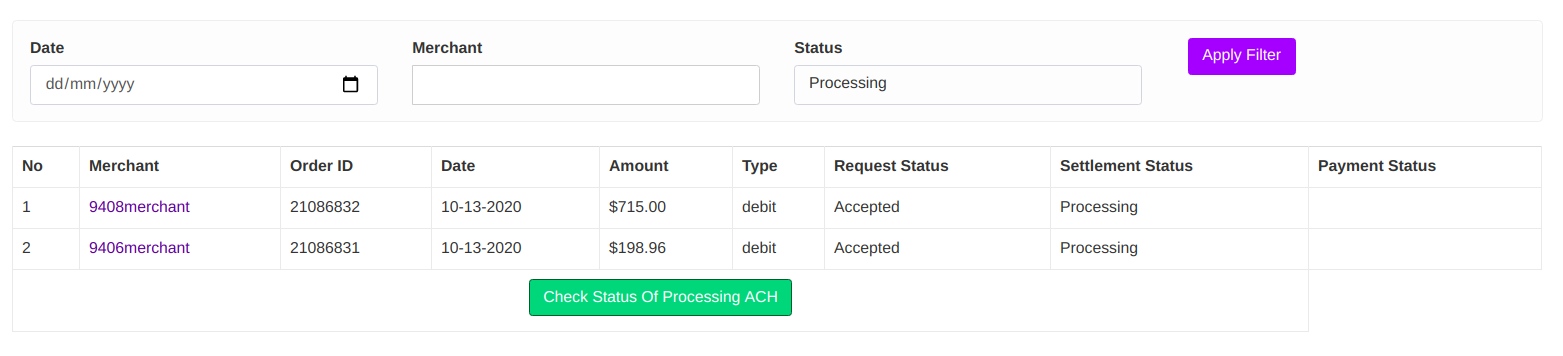 Date Merchant Status Apply Filter
dd/mm/yyyy Processing
No Merchant Order ID Date Amount Type Request Status Settlement Status Payment Status
1 9408merchant 21086832 10-13-2020 $715.00 debit Accepted Processing
2 9406merchant 21086831 10-13-2020 $198.96 debit Accepted Processing
Check Status Of Processing ACH